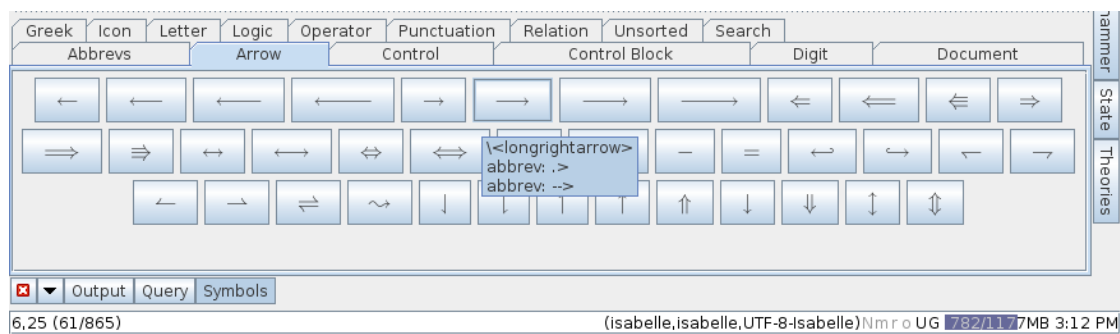 Greek Icon Letter Logic Operator Punctuation Relation Unsorted Search
Abbrevs Arrow Control Control Block Digit Document
← ⟵ ⟵ ⟵ → ⟶ ⟶ ⟶ ⇐ ⟸ ⇚ ⇒
⟹ ⇛ ↔ ⟷ ⇔ ⟺ − = ↩ ↪ ↽ ⇁
↼ ⇀ ⇌ ↝ ⇃ ⇂ ↿ ↾ ⇑ ↓ ⇓ ↕ ⇕
\<longrightarrow>
abbrev: .>
abbrev: -->
State
Theories
Output Query Symbols
6,25 (61/865) (isabelle,isabelle,UTF-8-Isabelle) N m r o UG 782/1177MB 3:12 PM